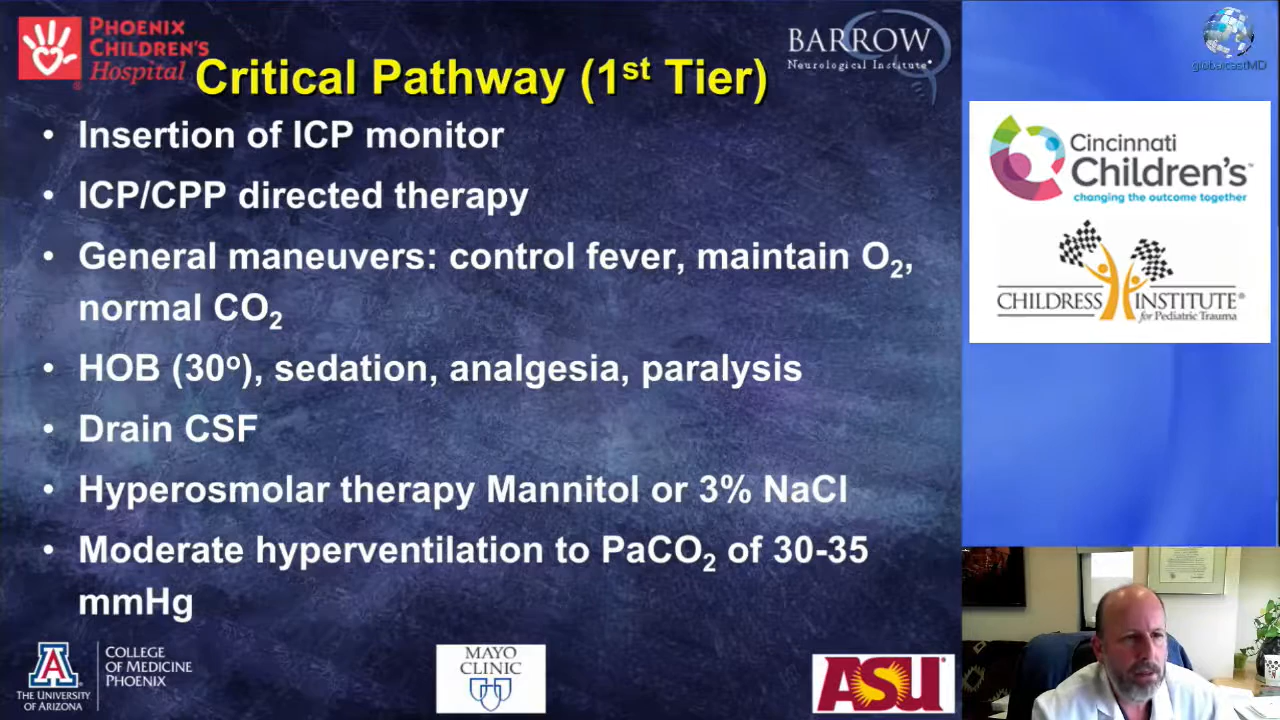 PHOENIX
CHILDREN'S
Hospital
BARROW
Neurological Institute
Critical Pathway (1st Tier)
• Insertion of ICP monitor
• ICP/CPP directed therapy
• General maneuvers: control fever, maintain O2,
normal CO2
• HOB (30º), sedation, analgesia, paralysis
• Drain CSF
• Hyperosmolar therapy Mannitol or 3% NaCl
• Moderate hyperventilation to PaCO2 of 30-35
mmHg
A
THE UNIVERSITY
OF ARIZONA
COLLEGE
OF MEDICINE
PHOENIX
MAYO
CLINIC
ASU
globalcastMD
Cincinnati
Children's™
changing the outcome together
CHILDRESS INSTITUTE®
for Pediatric Trauma